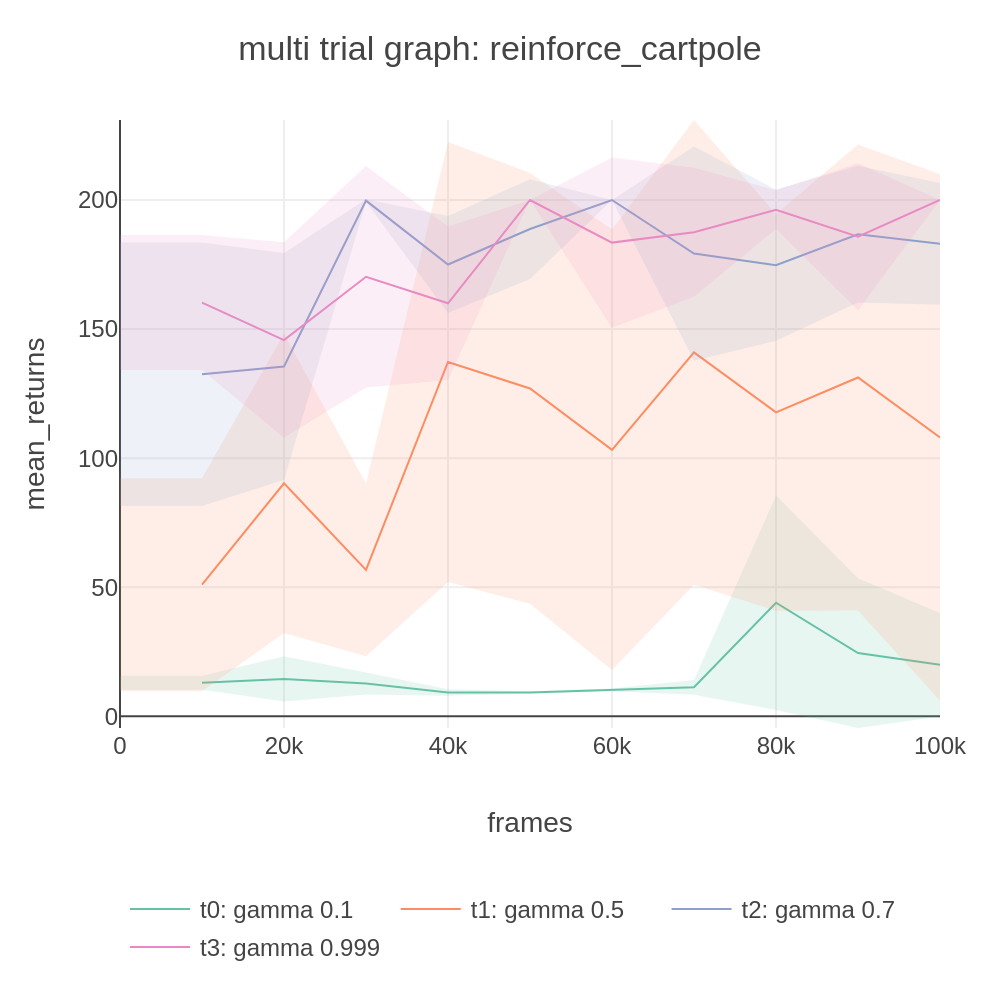 multi trial graph: reinforce_cartpole
mean_returns
200
150
100
50
0
0 20k 40k 60k 80k 100k
frames
t0: gamma 0.1 t1: gamma 0.5 t2: gamma 0.7
t3: gamma 0.999